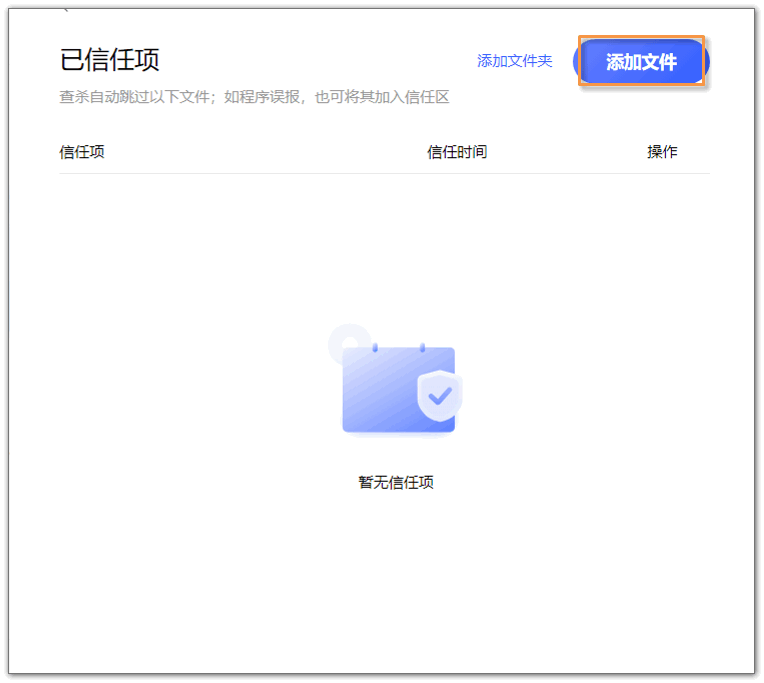 已信任项
添加文件夹
添加文件
查杀自动跳过以下文件；如程序误报，也可将其加入信任区
信任项 信任时间 操作
暂无信任项